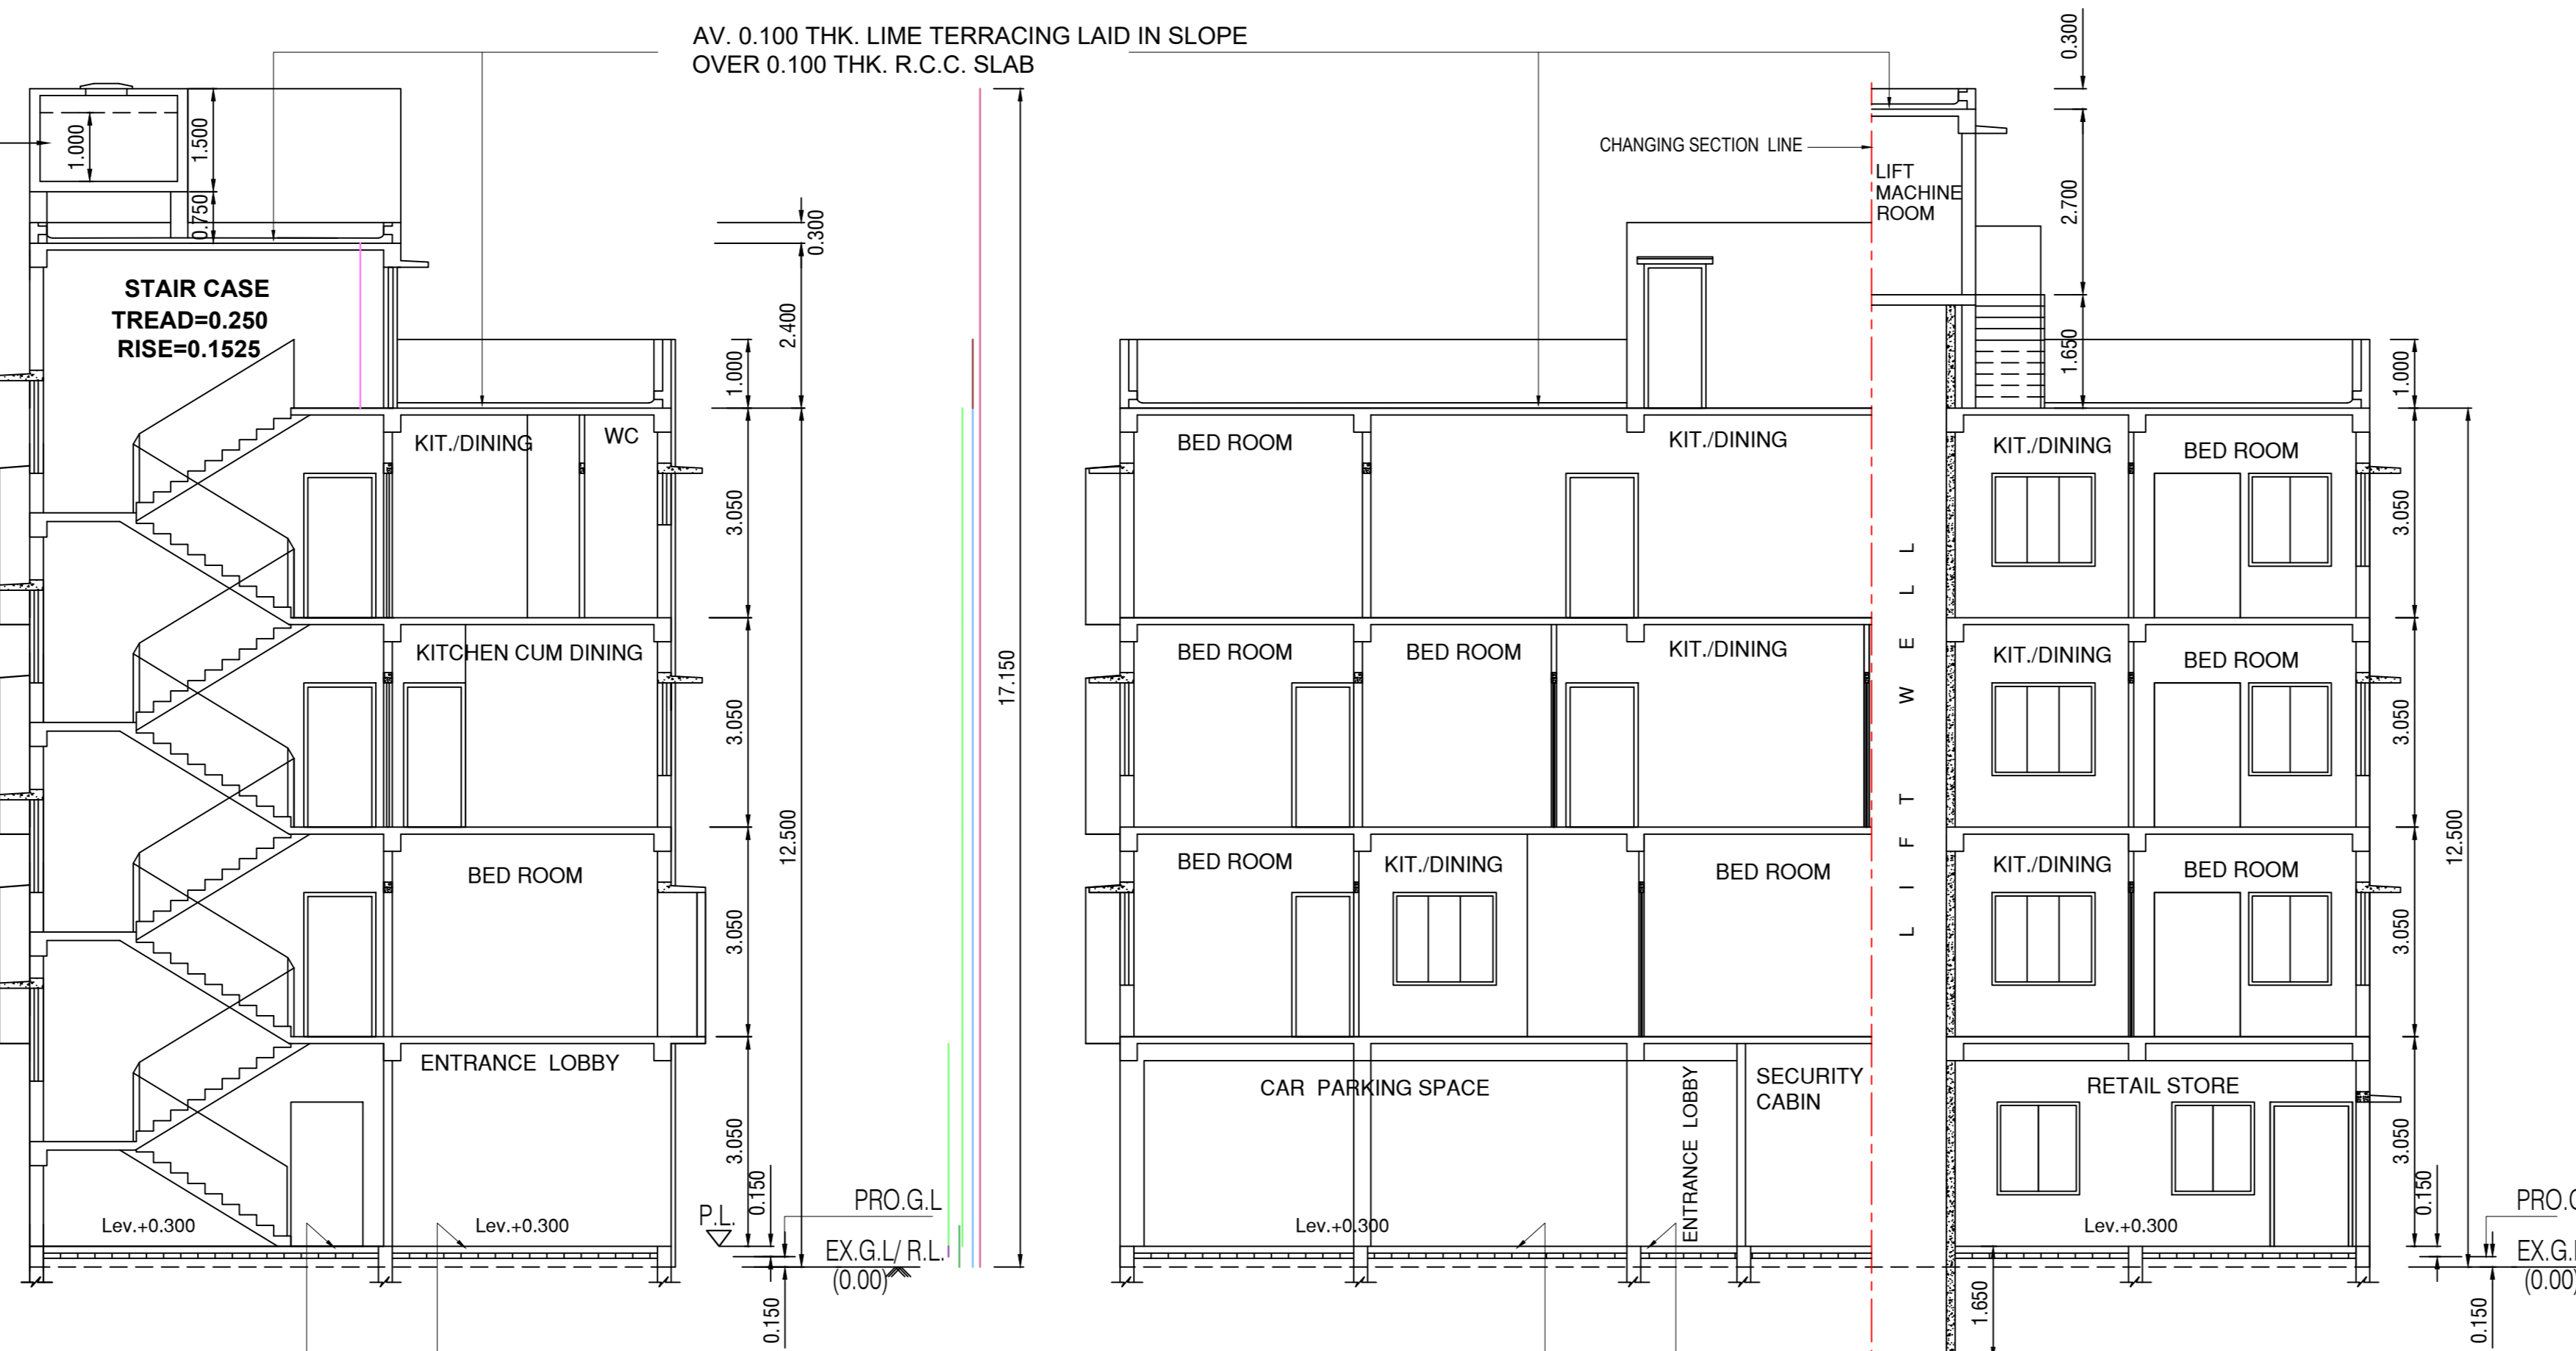 AV. 0.100 THK. LIME TERRACING LAID IN SLOPE
OVER 0.100 THK. R.C.C. SLAB
1.000
1.500
0.750
STAIR CASE
TREAD=0.250
RISE=0.1525
0.300
2.400
1.000
KIT./DINING
WC
3.050
KITCHEN CUM DINING
3.050
BED ROOM
3.050
12.500
ENTRANCE LOBBY
3.050
0.150
Lev.+0.300
Lev.+0.300
P.L.
PRO.G.L
EX.G.L/ R.L.
(0.00)
0.150
17.150
CHANGING SECTION LINE
LIFT
MACHINE
ROOM
0.300
2.700
1.650
1.000
BED ROOM
KIT./DINING
KIT./DINING
BED ROOM
3.050
BED ROOM
BED ROOM
KIT./DINING
KIT./DINING
BED ROOM
3.050
LIFT WELL
BED ROOM
KIT./DINING
BED ROOM
KIT./DINING
BED ROOM
3.050
12.500
CAR PARKING SPACE
ENTRANCE LOBBY
SECURITY
CABIN
RETAIL STORE
3.050
0.150
Lev.+0.300
Lev.+0.300
1.650
PRO.
EX.G.
(0.00)
0.150